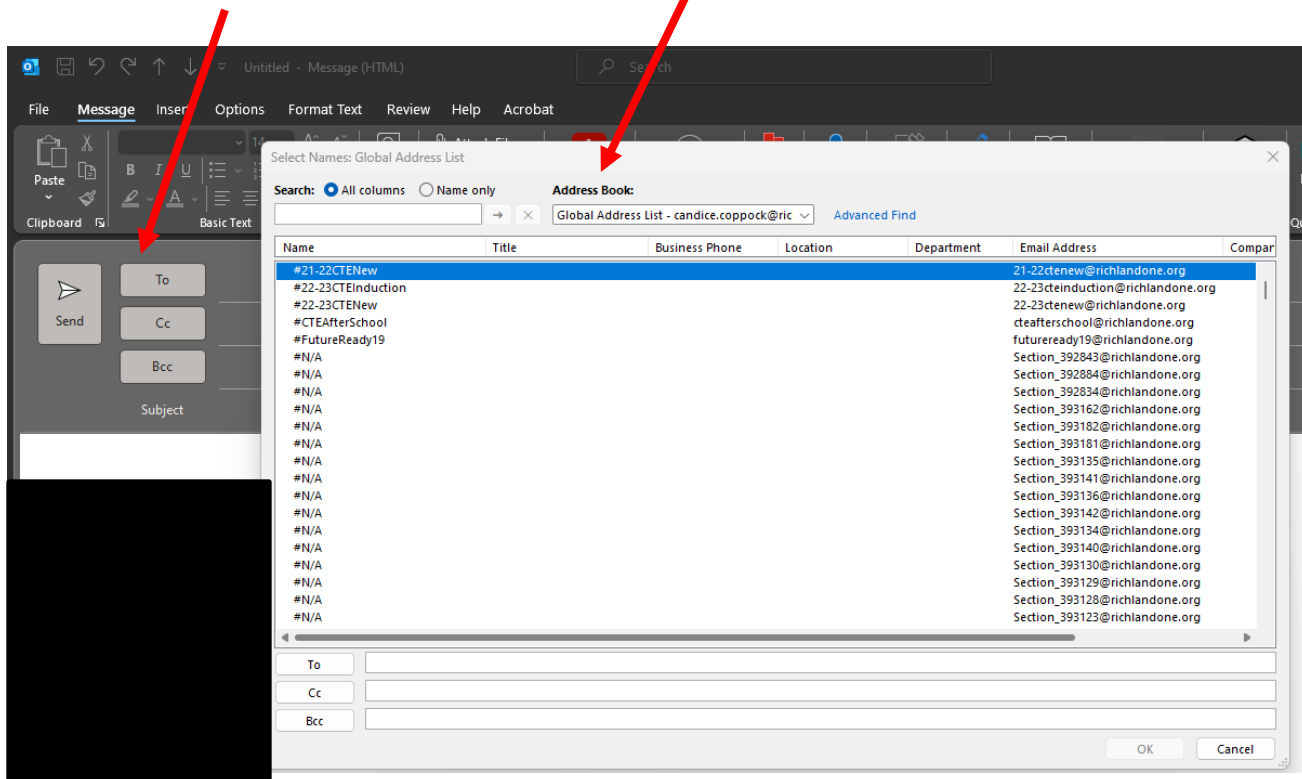 Untitled - Message (HTML)
Search
File Message Insert Options Format Text Review Help Acrobat
Select Names: Global Address List
Paste
B I U
Search: All columns Name only Address Book:
Global Address List - candice.coppock@ric Advanced Find
Clipboard Basic Text
Name Title Business Phone Location Department Email Address Compar
#21-22CTENew 21-22ctenew@richlandone.org
#22-23CTEInduction 22-23cteinduction@richlandone.org
#22-23CTENew 22-23ctenew@richlandone.org
#CTEAfterSchool cteafterschool@richlandone.org
#FutureReady19 futureready19@richlandone.org
#N/A Section_392843@richlandone.org
#N/A Section_392884@richlandone.org
#N/A Section_392834@richlandone.org
#N/A Section_393162@richlandone.org
#N/A Section_393182@richlandone.org
#N/A Section_393181@richlandone.org
#N/A Section_393135@richlandone.org
#N/A Section_393141@richlandone.org
#N/A Section_393136@richlandone.org
#N/A Section_393142@richlandone.org
#N/A Section_393134@richlandone.org
#N/A Section_393140@richlandone.org
#N/A Section_393130@richlandone.org
#N/A Section_393129@richlandone.org
#N/A Section_393128@richlandone.org
#N/A Section_393123@richlandone.org
Send
To
Cc
Bcc
Subject
To
Cc
Bcc
OK Cancel